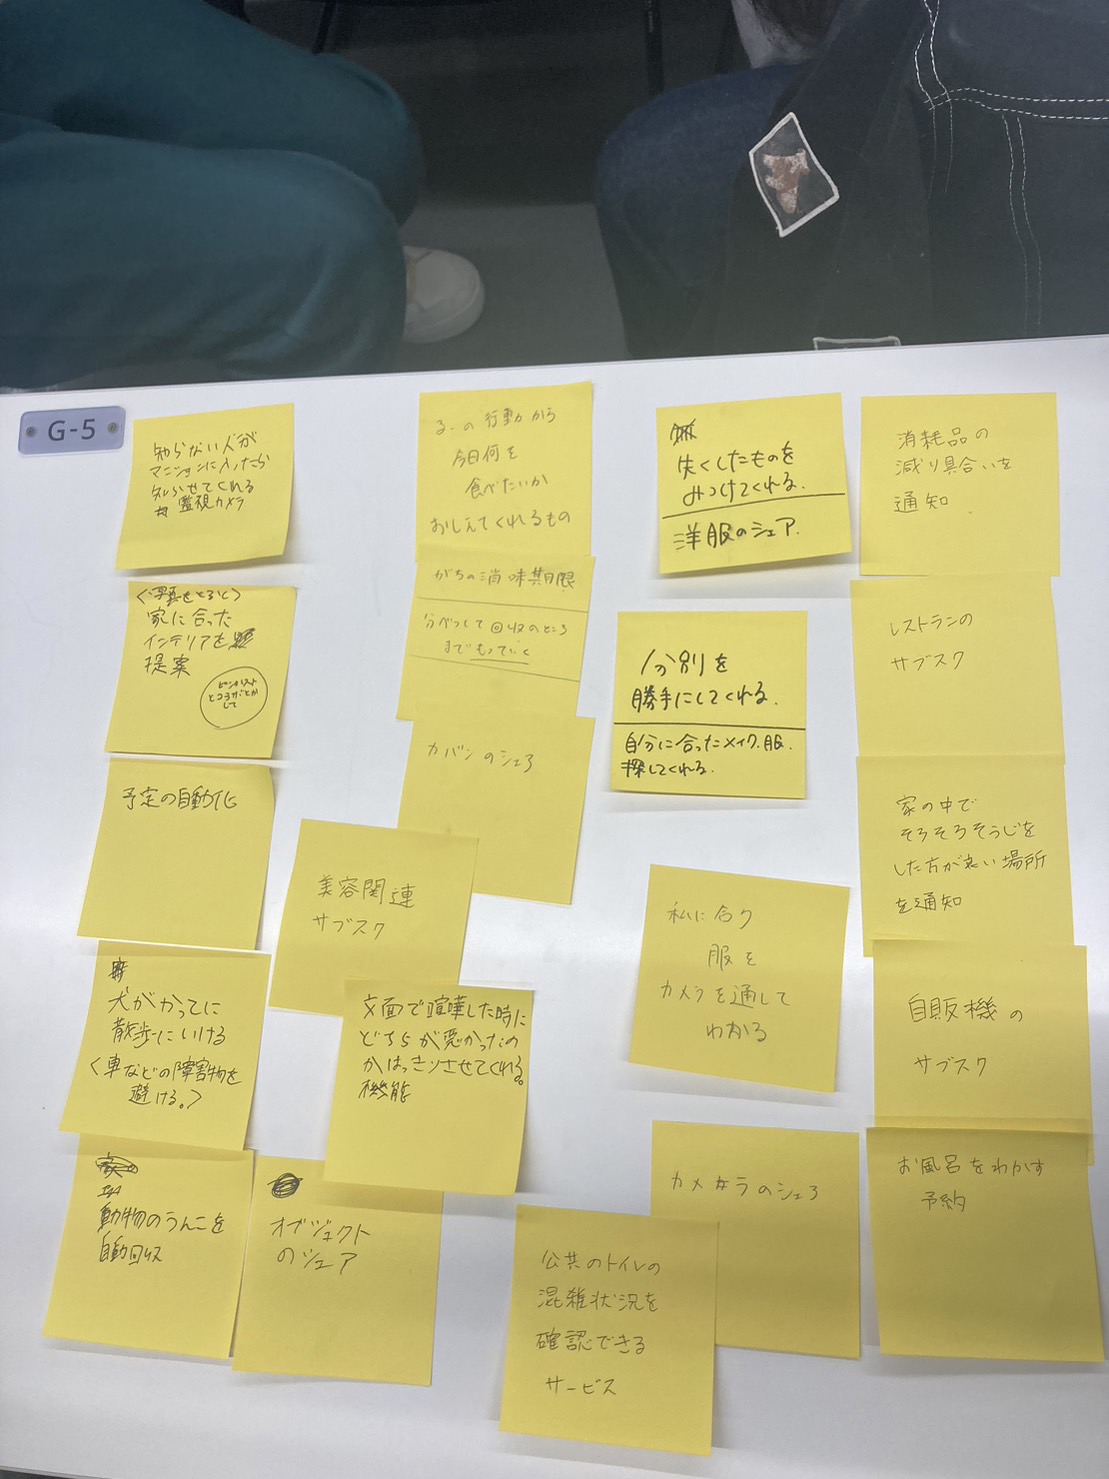 G-5
知らない人が
マンションに入ったら
知らせてくれる
監視カメラ
<写真をとると>
家に合った
インテリアを
提案
予定の自動化
犬がかってに
散歩にいける
<車などの障害物を
避ける。>
動物のうんこを
自動回収
オブジェクト
のシェア
の行動から
今日何を
食べたいか
おしえてくれるもの
がちの消味期限
分べつして回収のところ
までもっていく
カバンのシェア
美容関連
サブスク
文面で喧嘩した時に
どちらが悪かったの
かはっきりさせてくれる。
機能
失くしたものを
みつけてくれる.
洋服のシェア.
分別を
勝手にしてくれる.
自分に合ったメイク.服.
探してくれる.
私に合う
服を
カメラを通して
わかる
カメラのシェア
公共のトイレの
混雑状況を
確認できる
サービス
消耗品の
減り具合いを
通知
レストランの
サブスク
家の中で
そろそろそうじを
した方が良い場所
を通知
自販機の
サブスク
お風呂をわかす
予約